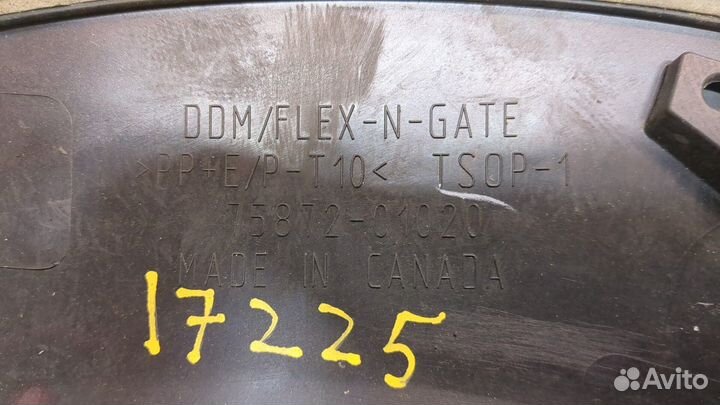 DDM/FLEX-N-GATE
>PP+E/P-T10< TSOP-1
75872-01020
MADE IN CANADA
17225
Avito